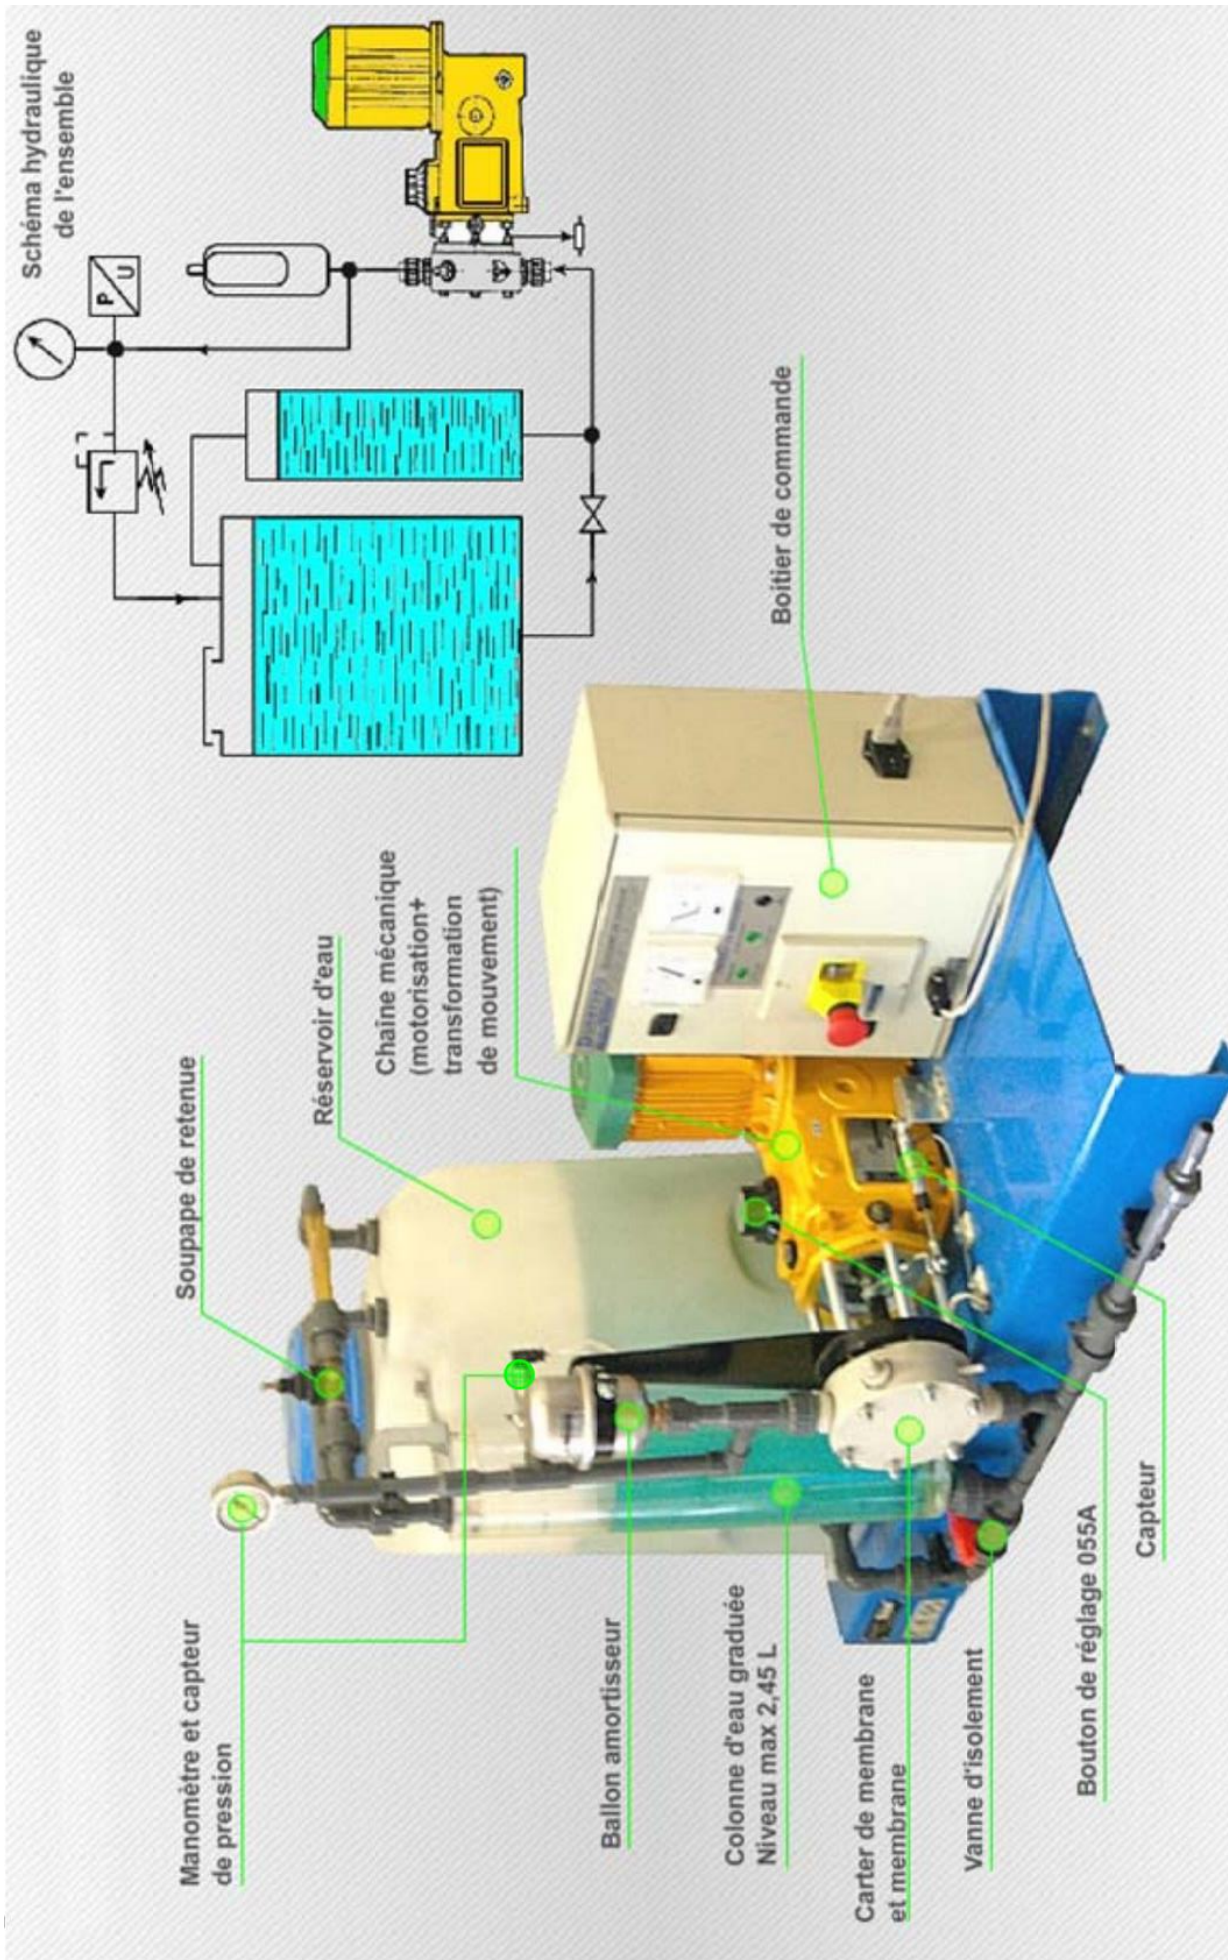 Schéma hydraulique
de l'ensemble
P
U
Manomètre et capteur
de pression
Soupape de retenue
Réservoir d'eau
Chaîne mécanique
(motorisation+
transformation
de mouvement)
Boitier de commande
Ballon amortisseur
Colonne d'eau graduée
Niveau max 2,45 L
Carter de membrane
et membrane
Vanne d'isolement
Bouton de réglage 055A
Capteur